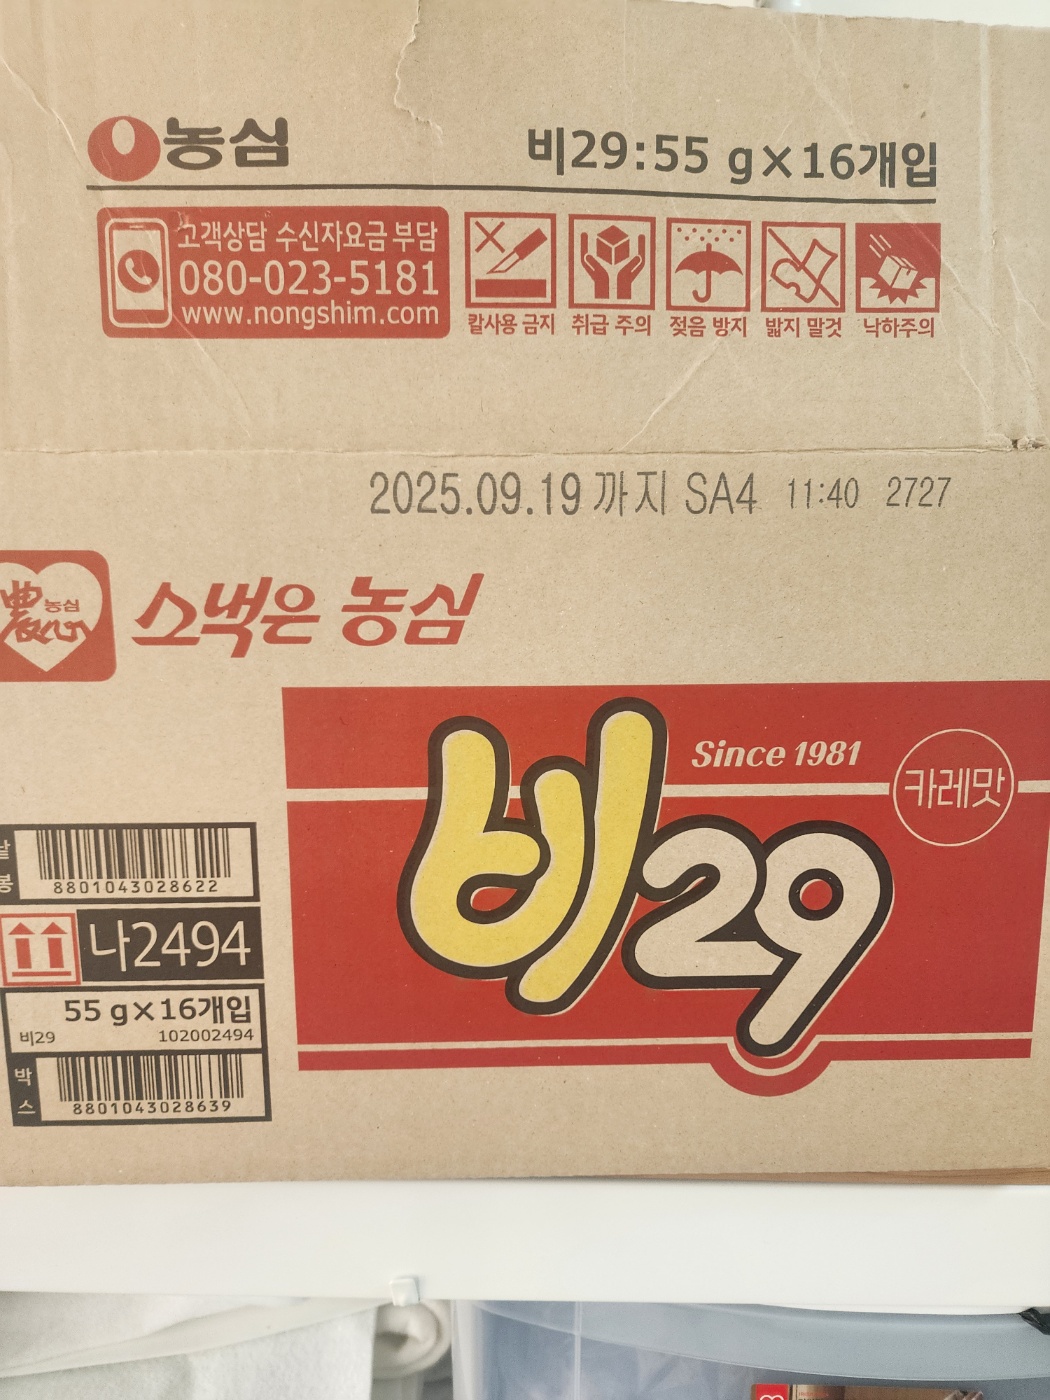 농심
비29:55 g×16개입
고객상담 수신자요금 부담
080-023-5181
www.nongshim.com
칼사용 금지 취급 주의 젖음 방지 밟지 말것 낙하주의
2025.09.19 까지 SA4 11:40 2727
농심
스낵은 농심
Since 1981
카레맛
비29
낱
봉
8801043028622
나2494
55 g×16개입
비29 102002494
박
스
8801043028639